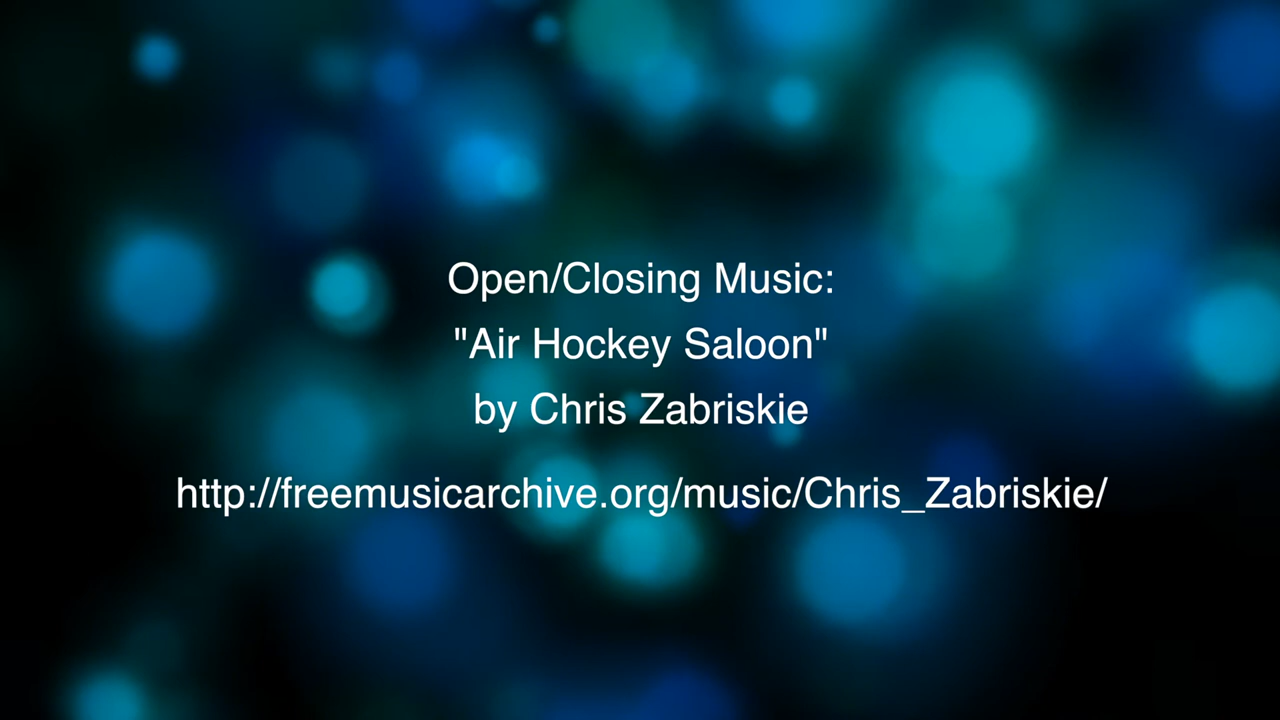 Open/Closing Music:
"Air Hockey Saloon"
by Chris Zabriskie
http://freemusicarchive.org/music/Chris_Zabriskie/